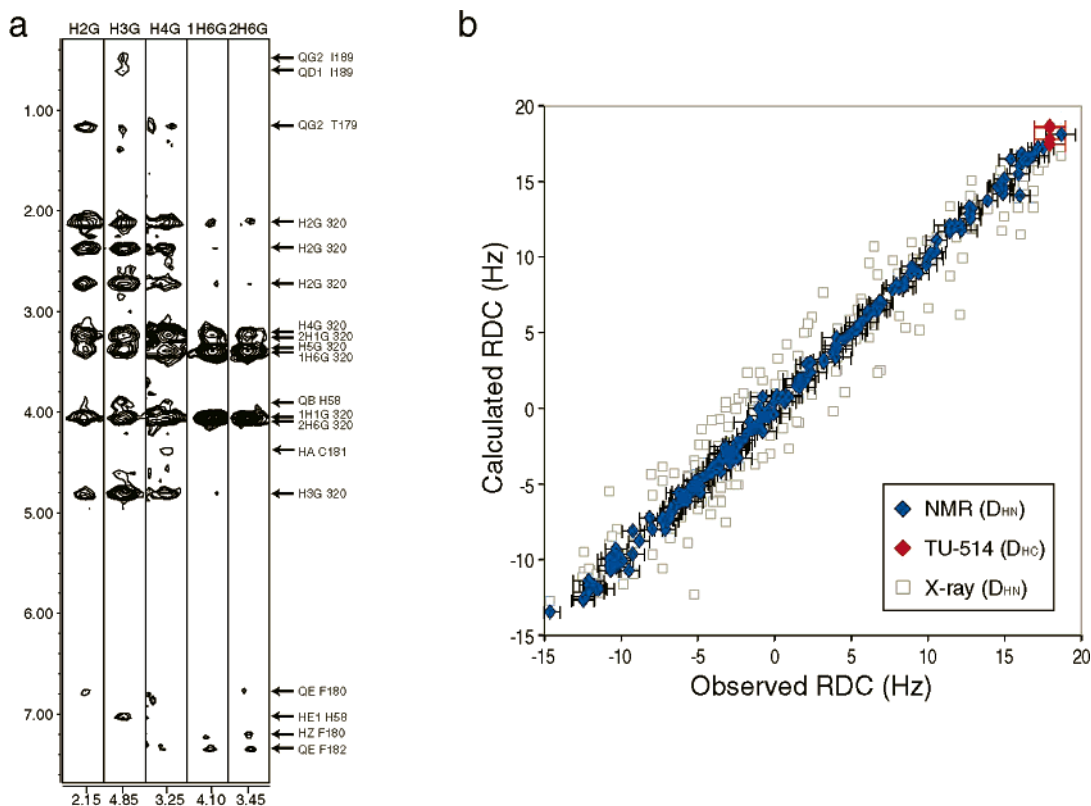 a
H2G H3G H4G 1H6G 2H6G
QG2 I189
QD1 I189
1.00
QG2 T179
2.00
H2G 320
H2G 320
H2G 320
3.00
H4G 320
2H1G 320
H5G 320
1H6G 320
QB H58
4.00
1H1G 320
2H6G 320
HA C181
H3G 320
5.00
6.00
QE F180
7.00
HE1 H58
HZ F180
QE F182
2.15 4.85 3.25 4.10 3.45
b
20
15
10
5
0
-5
-10
-15
Calculated RDC (Hz)
NMR (DHN)
TU-514 (DHC)
X-ray (DHN)
-15 -10 -5 0 5 10 15 20
Observed RDC (Hz)